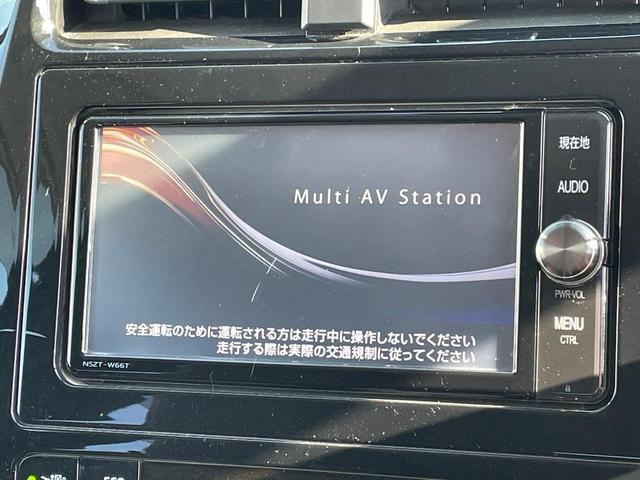 現在地
AUDIO
Multi AV Station
PWR-VOL
MENU
CTRL
安全運転のために運転される方は走行中に操作しないでください
走行する際は実際の交通規制に従ってください
NSZT-W66T